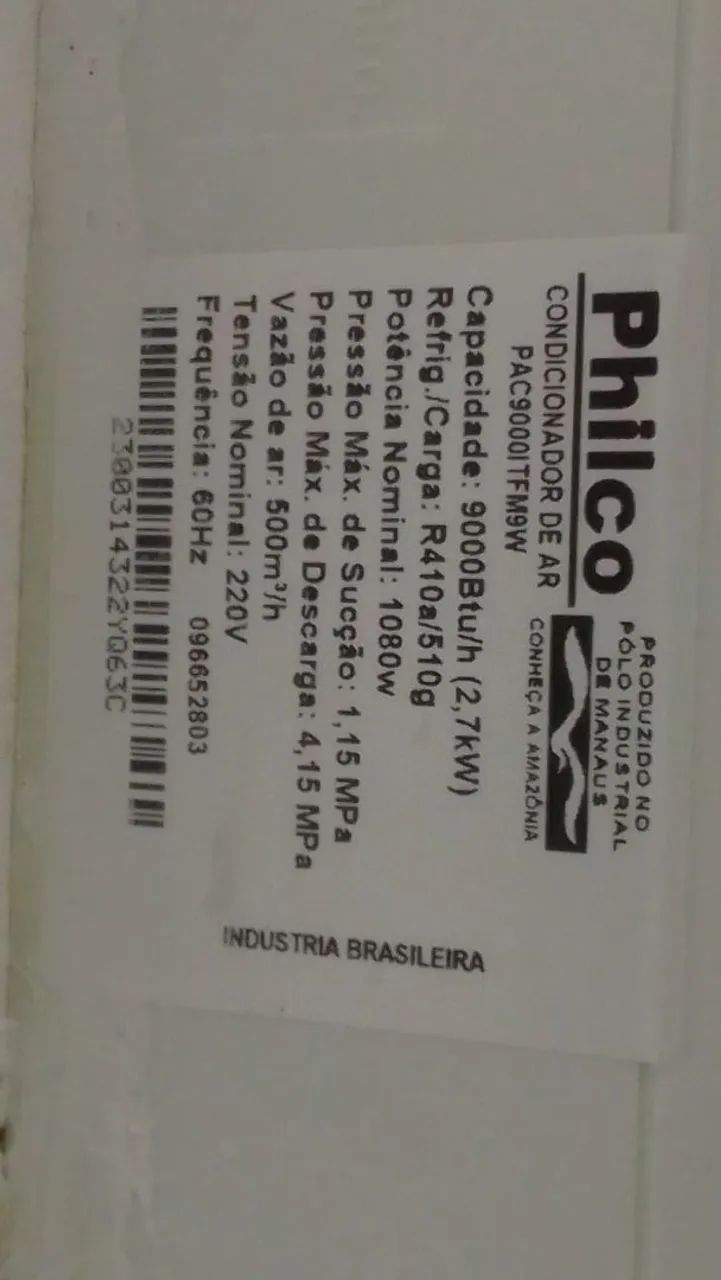 Philco
PRODUZIDO NO
PÓLO INDUSTRIAL
DE MANAUS
CONHEÇA A AMAZÔNIA
CONDICIONADOR DE AR
PAC9000ITFM9W
Capacidade: 9000Btu/h (2,7kW)
Refrig./Carga: R410a/510g
Potência Nominal: 1080w
Pressão Máx. de Sucção: 1,15 MPa
Pressão Máx. de Descarga: 4,15 MPa
Vazão de ar: 500m³/h
Tensão Nominal: 220V
Frequência: 60Hz 096652803
2300314322YQ63C
INDUSTRIA BRASILEIRA